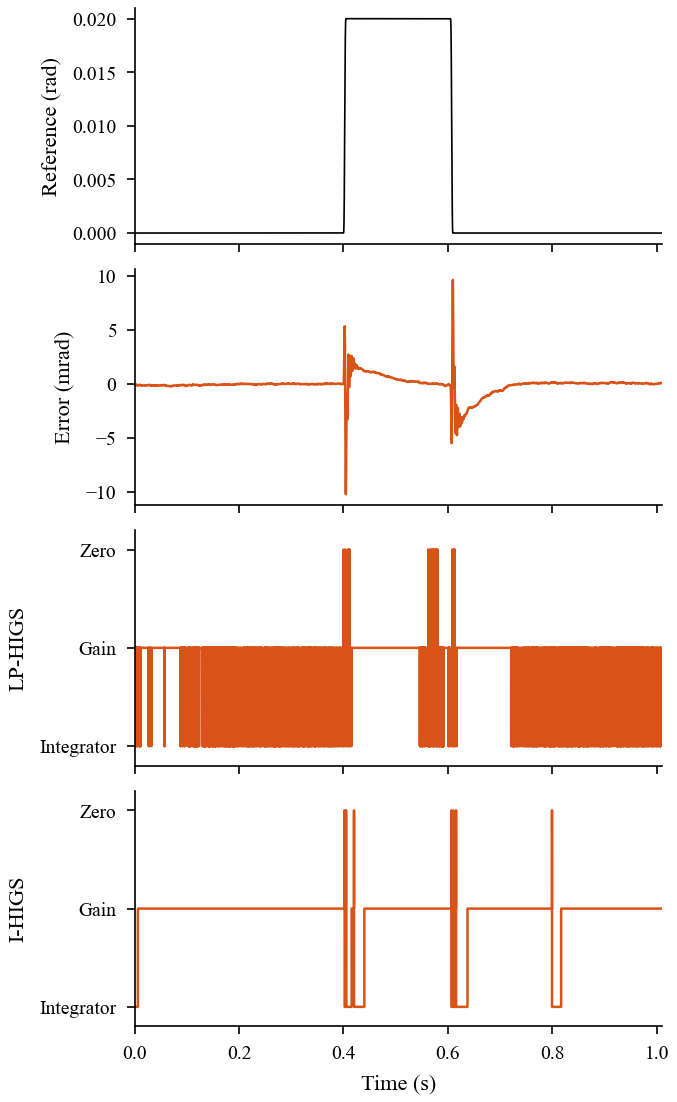 Reference (rad)
0.020
0.015
0.010
0.005
0.000
Error (mrad)
10
5
0
−5
−10
LP-HIGS
Zero
Gain
Integrator
I-HIGS
Zero
Gain
Integrator
0.0 0.2 0.4 0.6 0.8 1.0
Time (s)